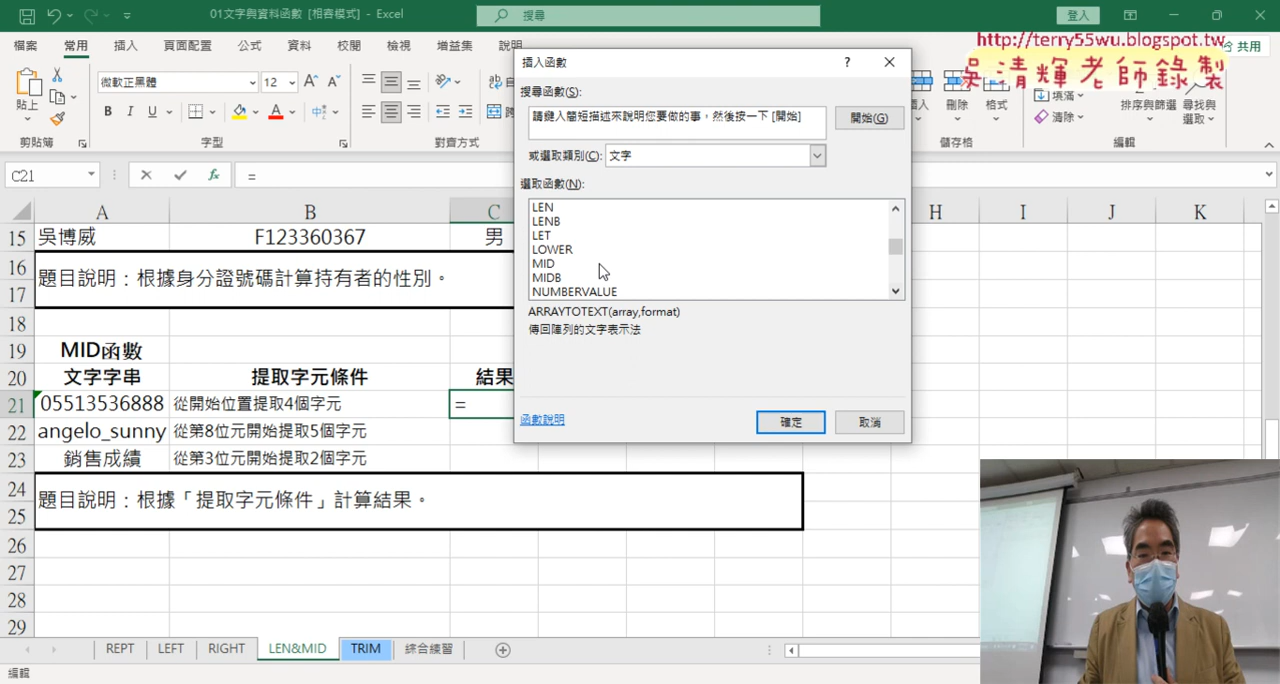 01文字與資料函數 [相容模式] - Excel
搜尋
登入
檔案 常用 插入 頁面配置 公式 資料 校閱 檢視 增益集 說明
共用
http://terry55wu.blogspot.tw
吳清輝老師錄製
貼上
微軟正黑體 12
刪除 格式
填滿
清除
排序與篩選 尋找與
選取
剪貼簿 字型 對齊方式 儲存格 編輯
C21 =
插入函數
搜尋函數(S):
請鍵入簡短描述來說明您要做的事，然後按一下 [開始]
開始(G)
或選取類別(C): 文字
選取函數(N):
LEN
LENB
LET
LOWER
MID
MIDB
NUMBERVALUE
ARRAYTOTEXT(array,format)
傳回陣列的文字表示法
函數說明
確定 取消
A B C H I J K
15 吳博威 F123360367 男
16 題目說明：根據身分證號碼計算持有者的性別。
17
18
19 MID函數
20 文字字串 提取字元條件 結果
21 05513536888 從開始位置提取4個字元 =
22 angelo_sunny 從第8位元開始提取5個字元
23 銷售成績 從第3位元開始提取2個字元
24 題目說明：根據「提取字元條件」計算結果。
25
26
27
28
29
REPT LEFT RIGHT LEN&MID TRIM 綜合練習
編輯